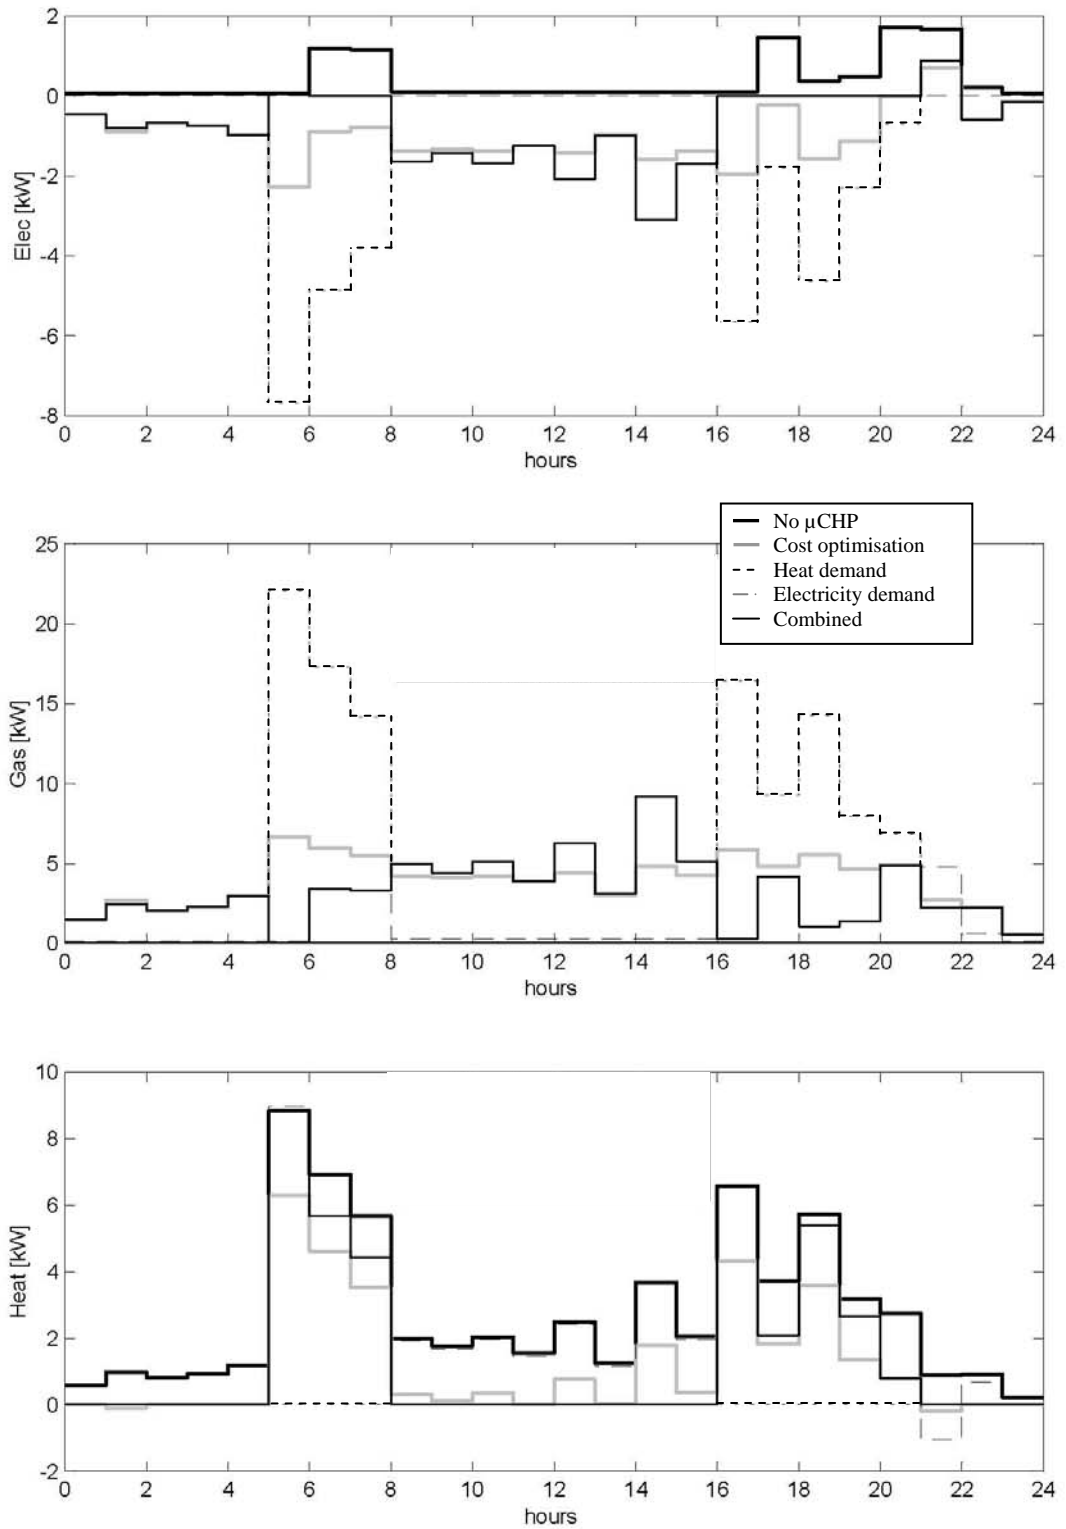 2
0
-2
-4
-6
-8
Elec [kW]
0 2 4 6 8 10 12 14 16 18 20 22 24
hours
No µCHP
Cost optimisation
Heat demand
Electricity demand
Combined
25
20
15
10
5
0
Gas [kW]
0 2 4 6 8 10 12 14 16 18 20 22 24
hours
10
8
6
4
2
0
-2
Heat [kW]
0 2 4 6 8 10 12 14 16 18 20 22 24
hours